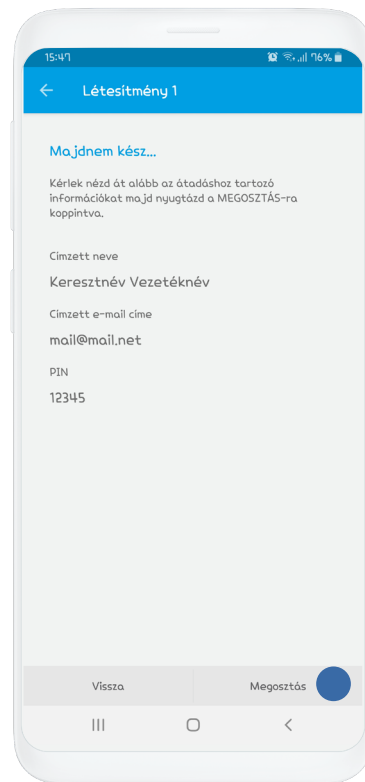 15:47 76%
Létesítmény 1
Majdnem kész...
Kérlek nézd át alább az átadáshoz tartozó
információkat majd nyugtázd a MEGOSZTÁS-ra
koppintva.
Címzett neve
Keresztnév Vezetéknév
Címzett e-mail címe
mail@mail.net
PIN
12345
Vissza Megosztás